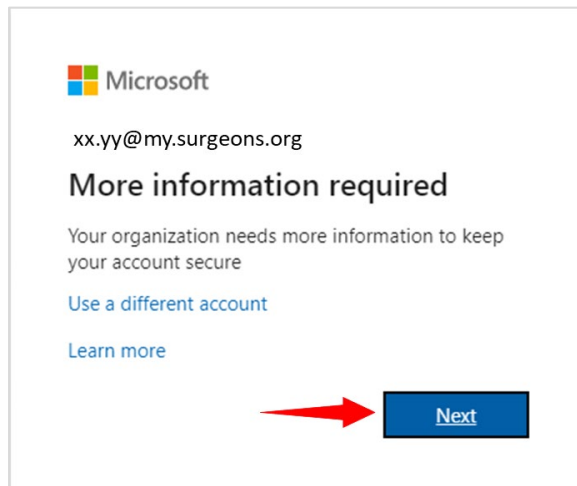 Microsoft
xx.yy@my.surgeons.org
More information required
Your organization needs more information to keep
your account secure
Use a different account
Learn more
Next